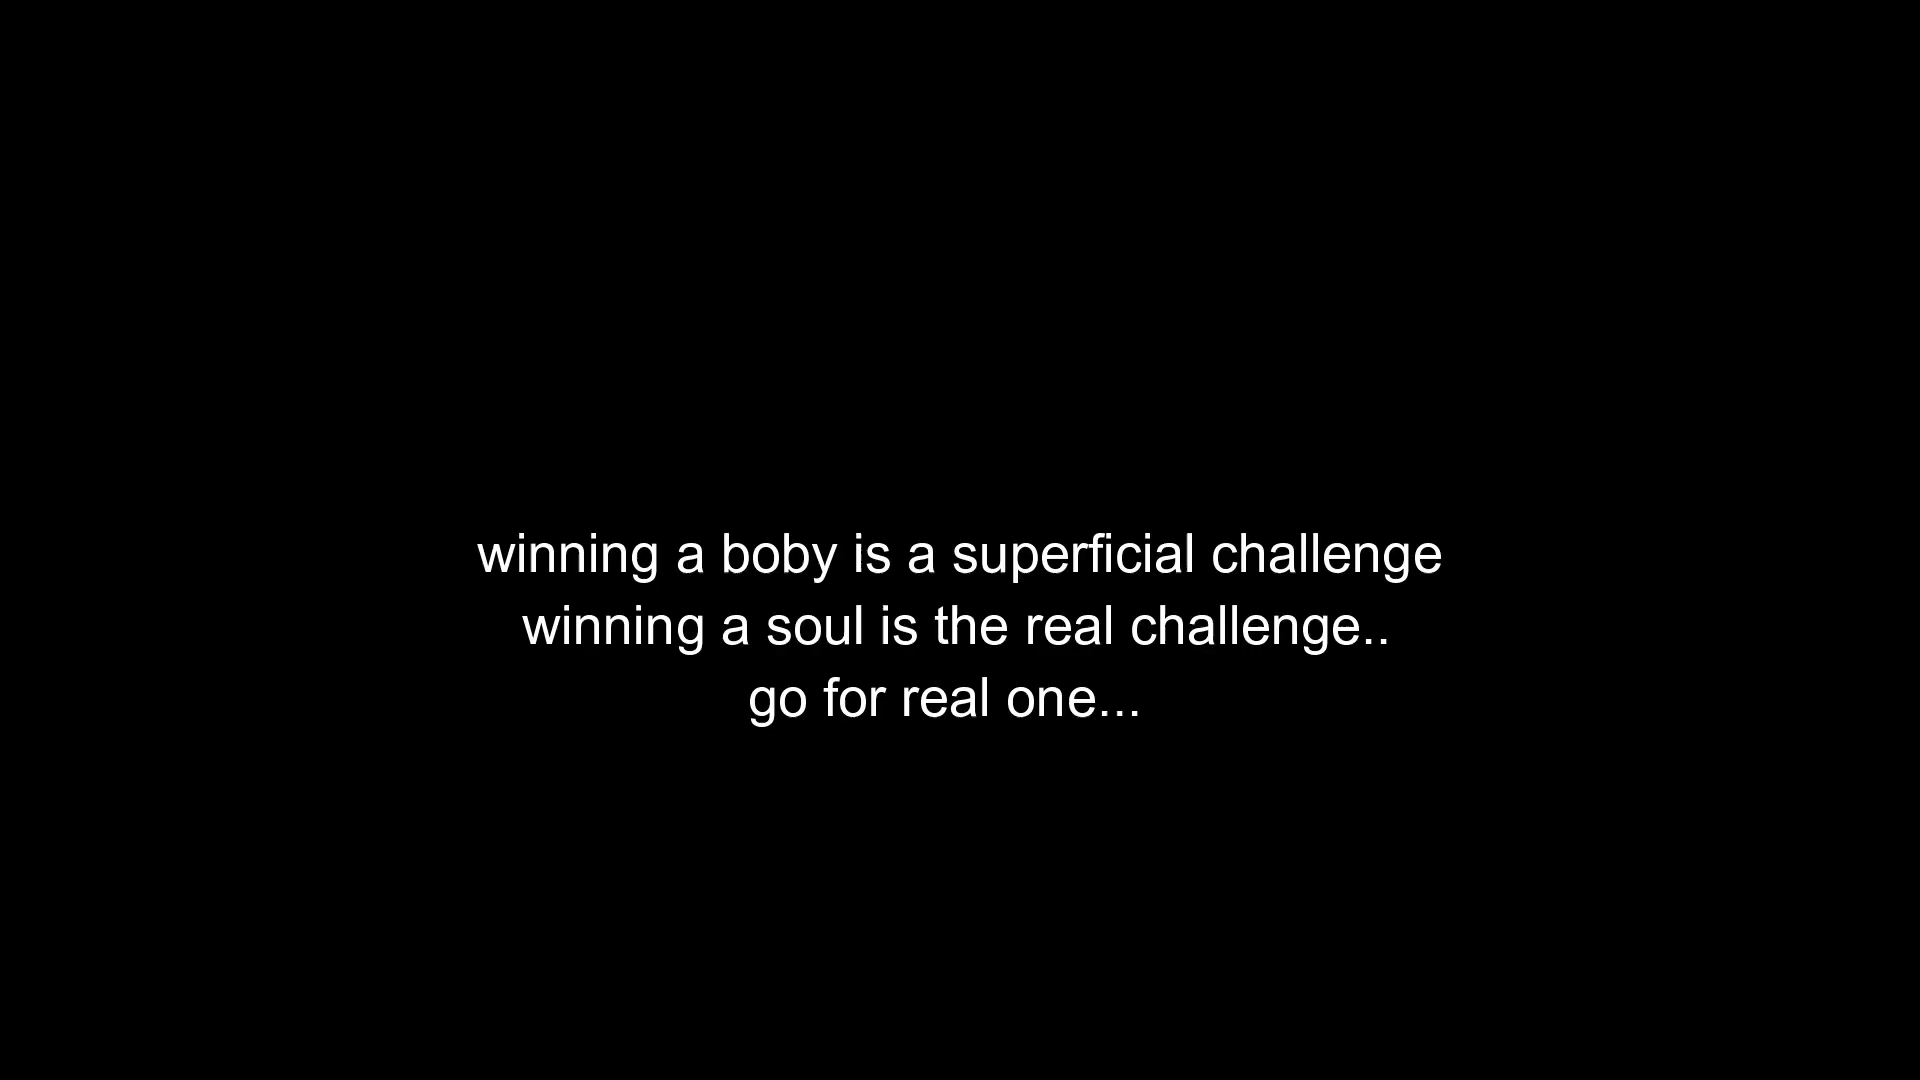 winning a boby is a superficial challenge
winning a soul is the real challenge..
go for real one...